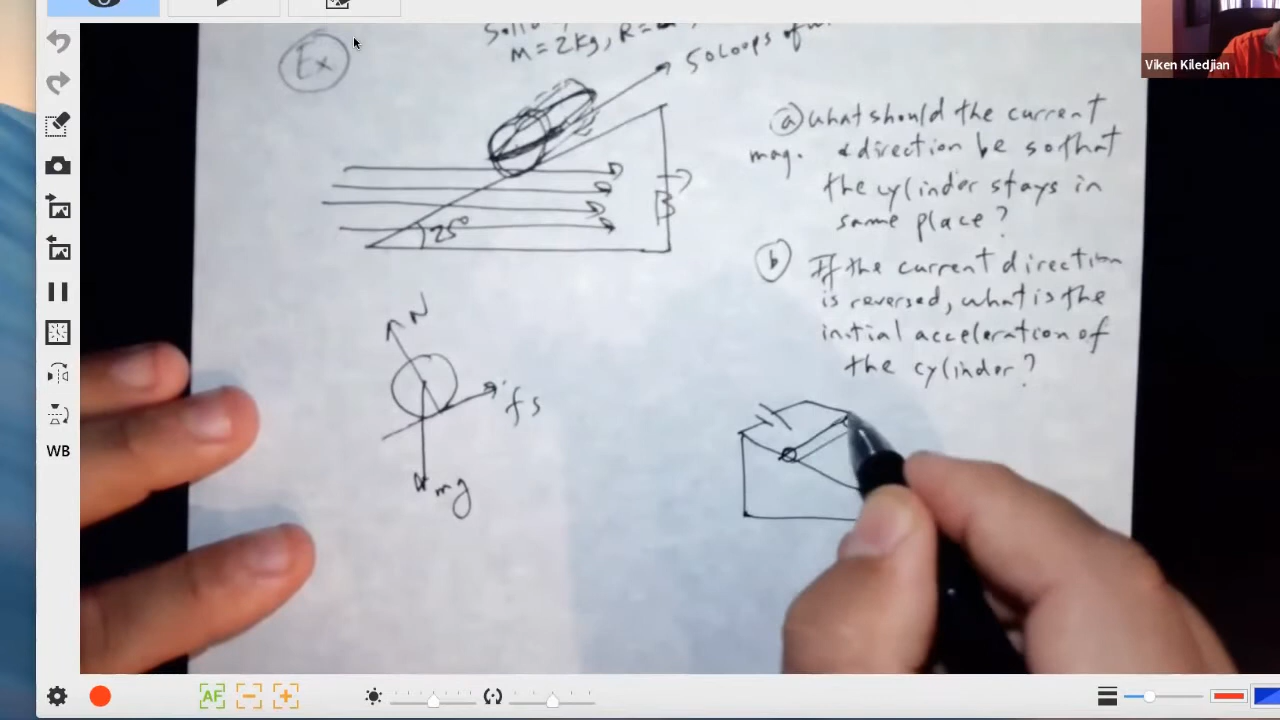 Viken Kiledjian
Ex
m = 2kg, R =
50 loops of
B
25°
ⓐ What should the current
mag. & direction be so that
the cylinder stays in
same place?
ⓑ If the current direction
is reversed, what is the
initial acceleration of
the cylinder?
N
fs
mg
WB
AF